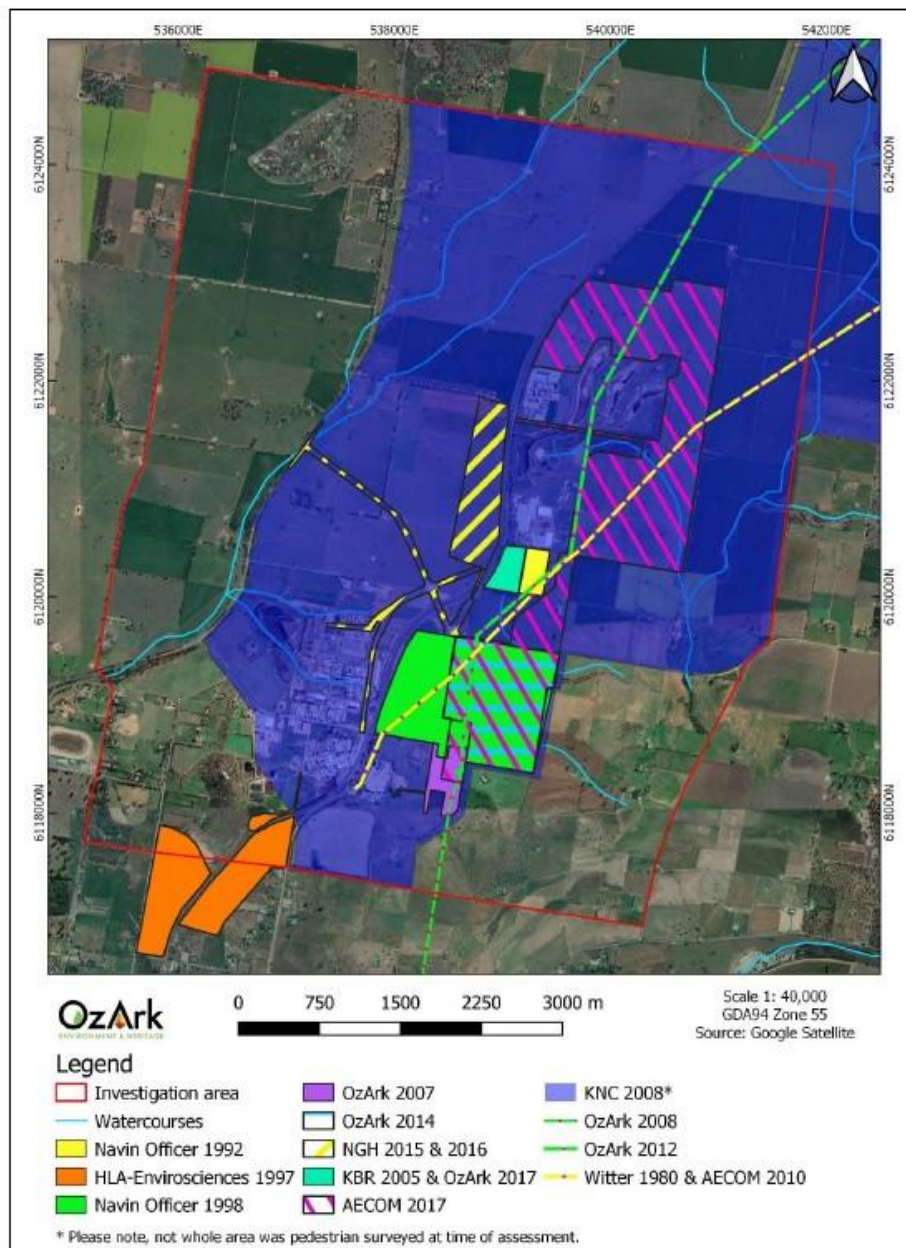 536000E 538000E 540000E 542000E
6124000N 6124000N
6122000N 6122000N
6120000N 6120000N
6118000N 6118000N
OzArk
ENVIRONMENT & HERITAGE
0 750 1500 2250 3000 m
Scale 1: 40,000
GDA94 Zone 55
Source: Google Satellite
Legend
Investigation area
Watercourses
Navin Officer 1992
HLA-Envirosciences 1997
Navin Officer 1998
OzArk 2007
OzArk 2014
NGH 2015 & 2016
KBR 2005 & OzArk 2017
AECOM 2017
KNC 2008*
OzArk 2008
OzArk 2012
Witter 1980 & AECOM 2010
* Please note, not whole area was pedestrian surveyed at time of assessment.